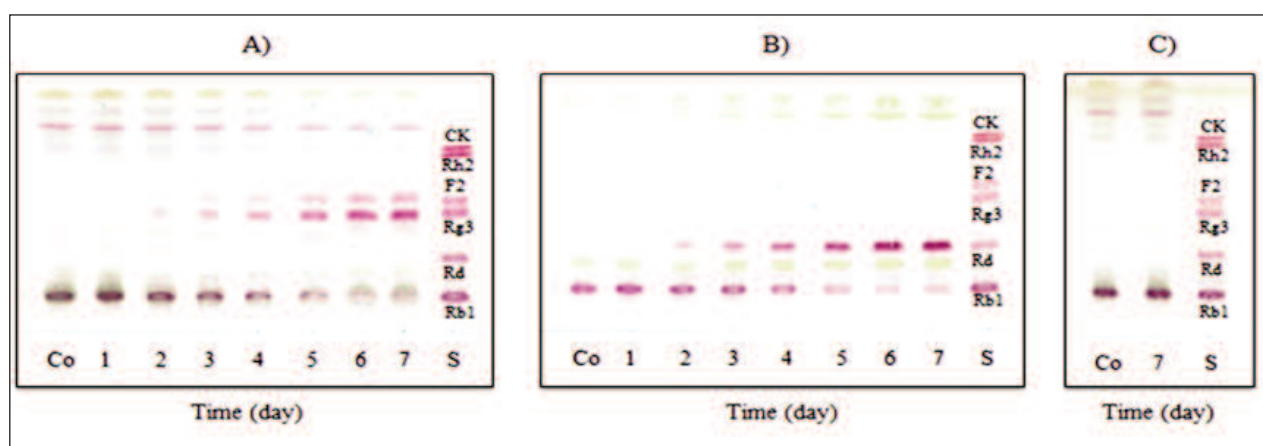 A)
CK
Rh2
F2
Rg3
Rd
Rb1
Co 1 2 3 4 5 6 7 S
Time (day)
B)
CK
Rh2
F2
Rg3
Rd
Rb1
Co 1 2 3 4 5 6 7 S
Time (day)
C)
CK
Rh2
F2
Rg3
Rd
Rb1
Co 7 S
Time (day)